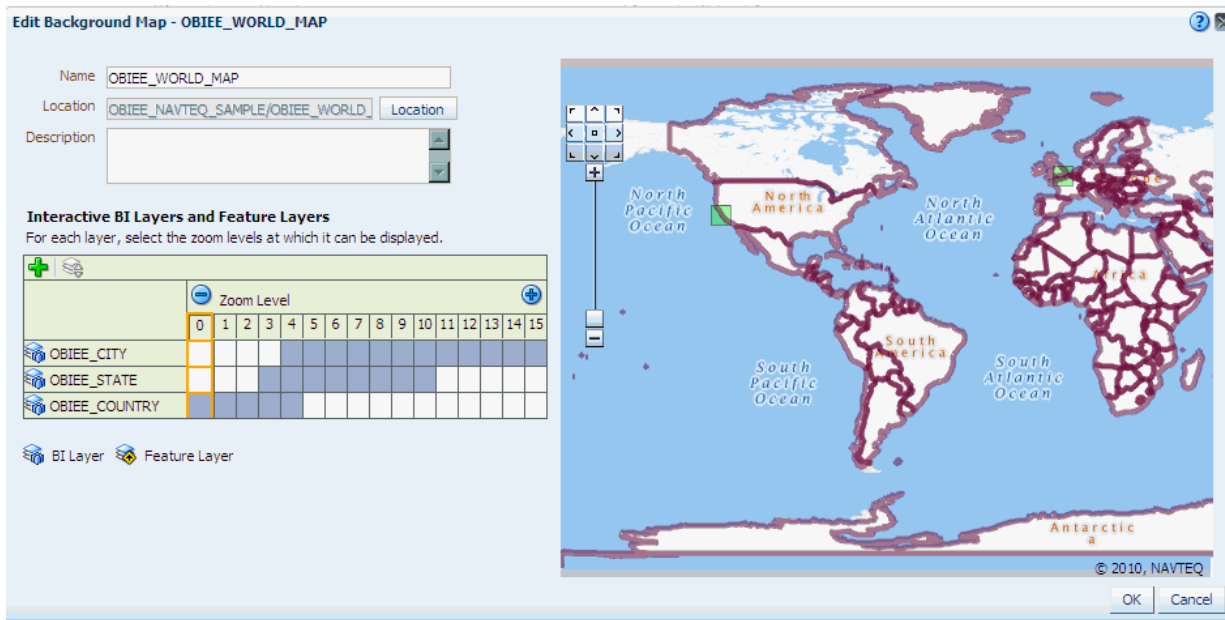 Edit Background Map - OBIEE_WORLD_MAP
Name OBIEE_WORLD_MAP
Location OBIEE_NAVTEQ_SAMPLE/OBIEE_WORLD_ Location
Description
Interactive BI Layers and Feature Layers
For each layer, select the zoom levels at which it can be displayed.
Zoom Level
0 1 2 3 4 5 6 7 8 9 10 11 12 13 14 15
OBIEE_CITY
OBIEE_STATE
OBIEE_COUNTRY
BI Layer Feature Layer
North
Pacific
Ocean
North
America
North
Atlantic
Ocean
Africa
South
America
South
Pacific
Ocean
South
Atlantic
Ocean
Antarctic
a
© 2010, NAVTEQ
OK Cancel